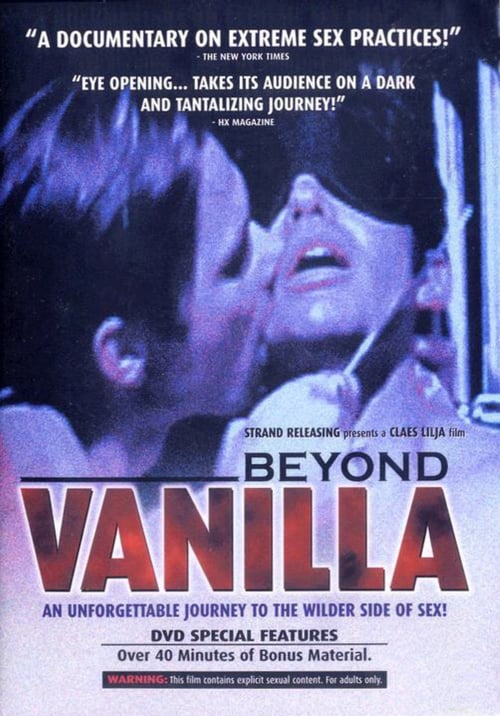 "A DOCUMENTARY ON EXTREME SEX PRACTICES!"
- THE NEW YORK TIMES
"EYE OPENING... TAKES ITS AUDIENCE ON A DARK
AND TANTALIZING JOURNEY!"
- HX MAGAZINE
STRAND RELEASING presents a CLAES LILJA film
BEYOND
VANILLA
AN UNFORGETTABLE JOURNEY TO THE WILDER SIDE OF SEX!
DVD SPECIAL FEATURES
Over 40 Minutes of Bonus Material.
WARNING: This film contains explicit sexual content. For adults only.